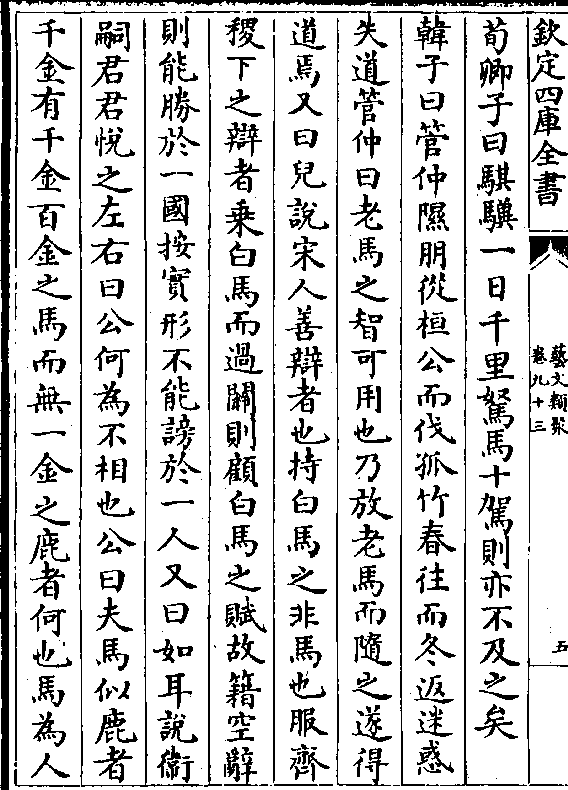 欽定四庫全書
藝文類聚
卷九十三
五
荀卿子曰騏驥一日千里駑馬十駕則亦不及之矣
韓子曰管仲隰朋從桓公而伐孤竹春往而冬返迷惑
失道管仲曰老馬之智可用也乃放老馬而隨之遂得
道焉又曰兒說宋人善辯者也持白馬之非馬也服齊
稷下之辯者乗白馬而過關則顧白馬之賦故籍空辭
則能勝於一國按實形不能謗於一人又曰如耳說衞
嗣君君悅之左右曰公何為不相也公曰夫馬似鹿者
千金有千金百金之馬而無一金之鹿者何也馬為人